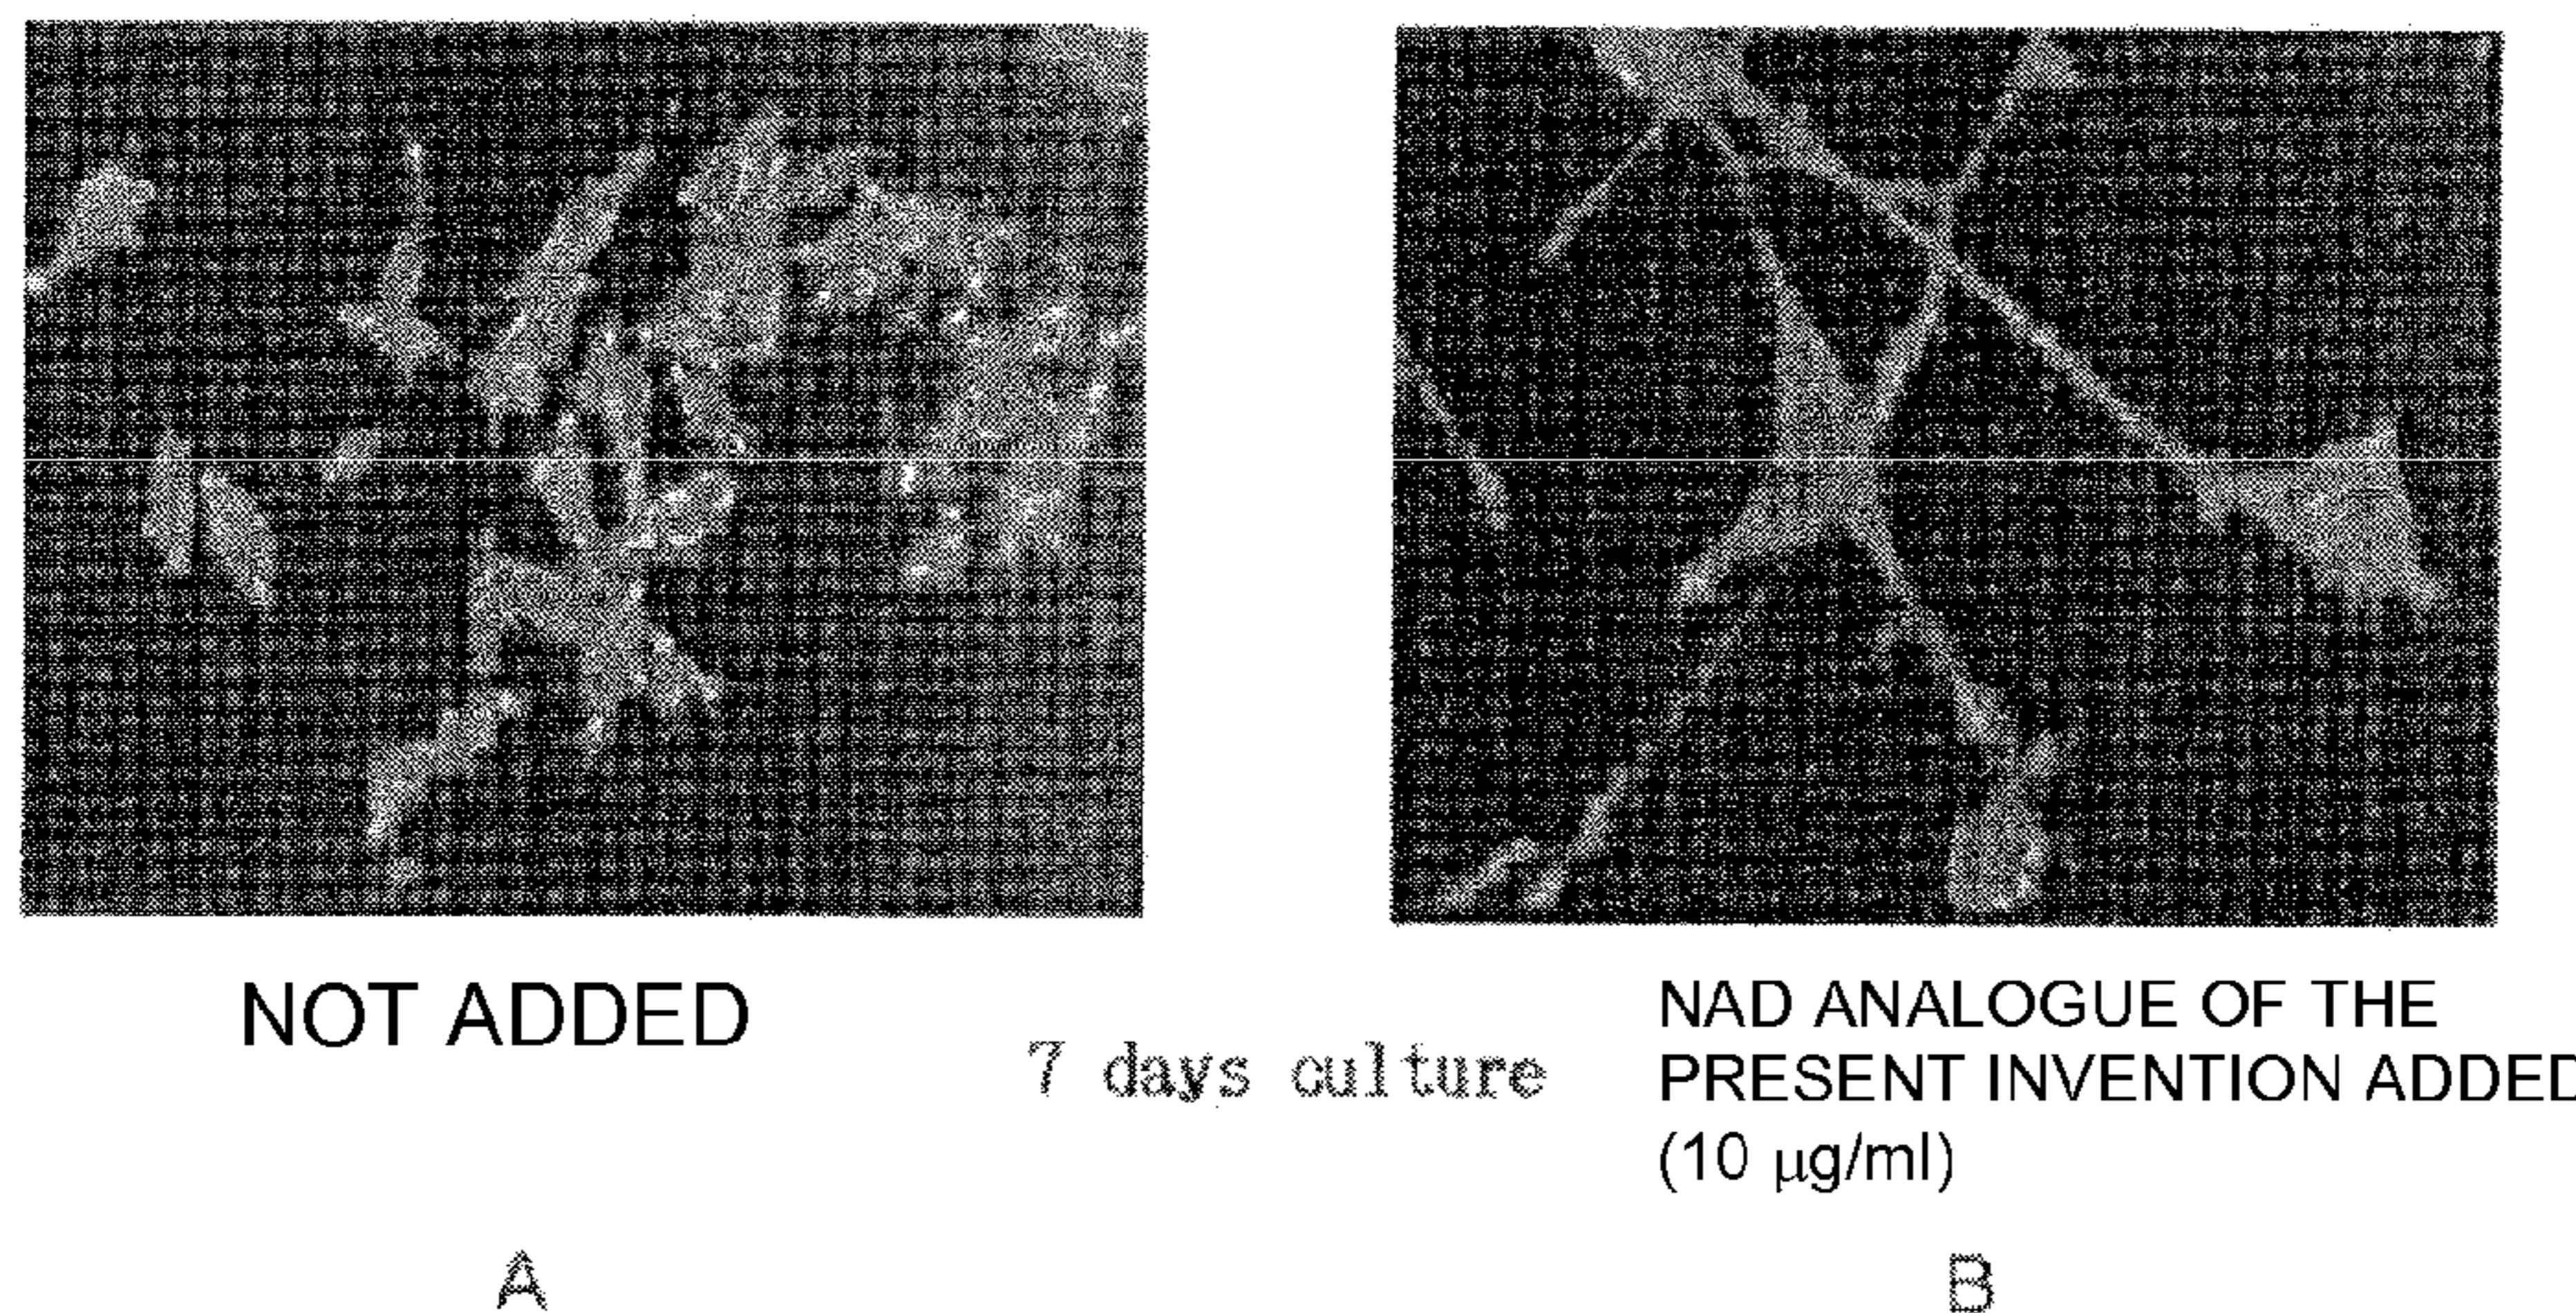 NOT ADDED
7 days culture
NAD ANALOGUE OF THE
PRESENT INVENTION ADDED
(10 μg/ml)
A
B